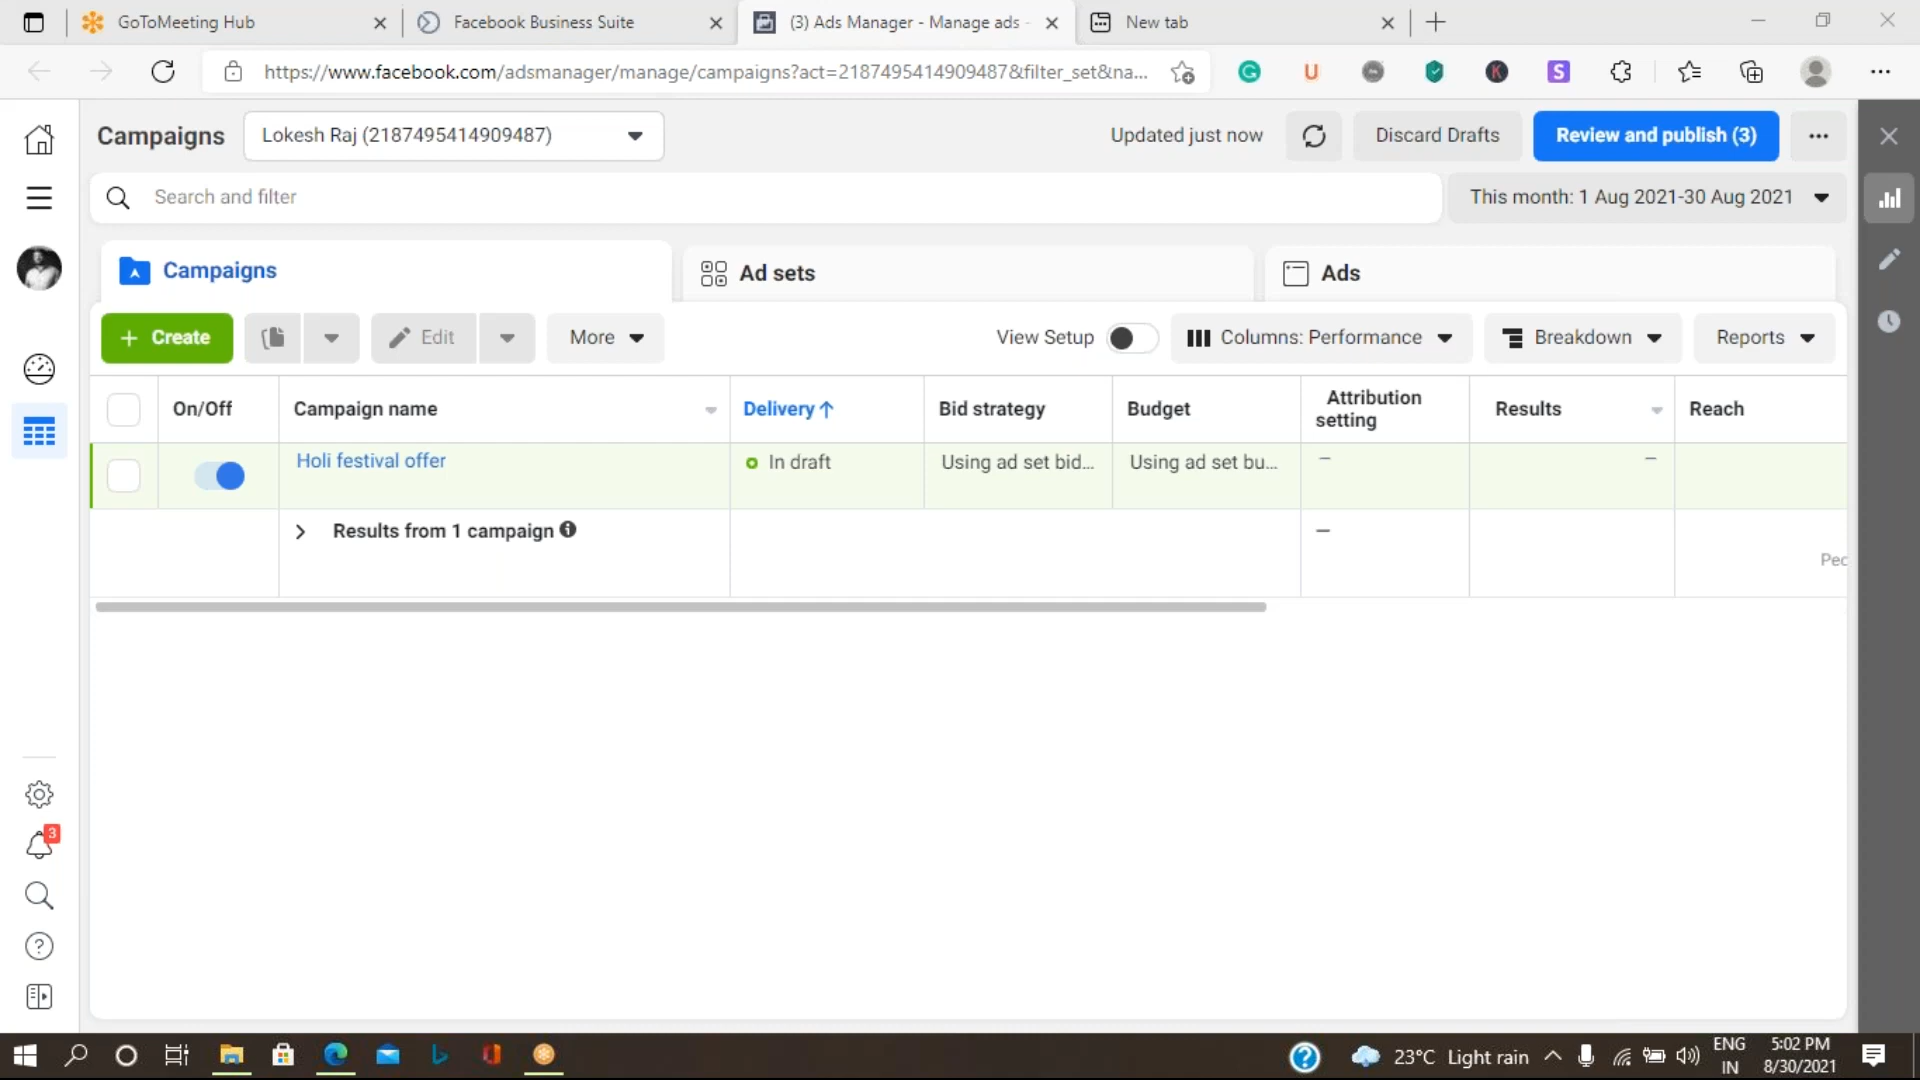 GoToMeeting Hub
Facebook Business Suite
(3) Ads Manager - Manage ads -
New tab
https://www.facebook.com/adsmanager/manage/campaigns?act=2187495414909487&filter_set&na...
Campaigns
Lokesh Raj (2187495414909487)
Updated just now
Discard Drafts
Review and publish (3)
Search and filter
This month: 1 Aug 2021-30 Aug 2021
Campaigns
Ad sets
Ads
+ Create
Edit
More
View Setup
Columns: Performance
Breakdown
Reports
On/Off
Campaign name
Delivery ↑
Bid strategy
Budget
Attribution
setting
Results
Reach
Holi festival offer
In draft
Using ad set bid...
Using ad set bu...
—
—
Results from 1 campaign
—
Pec
3
23°C Light rain
ENG
IN
5:02 PM
8/30/2021